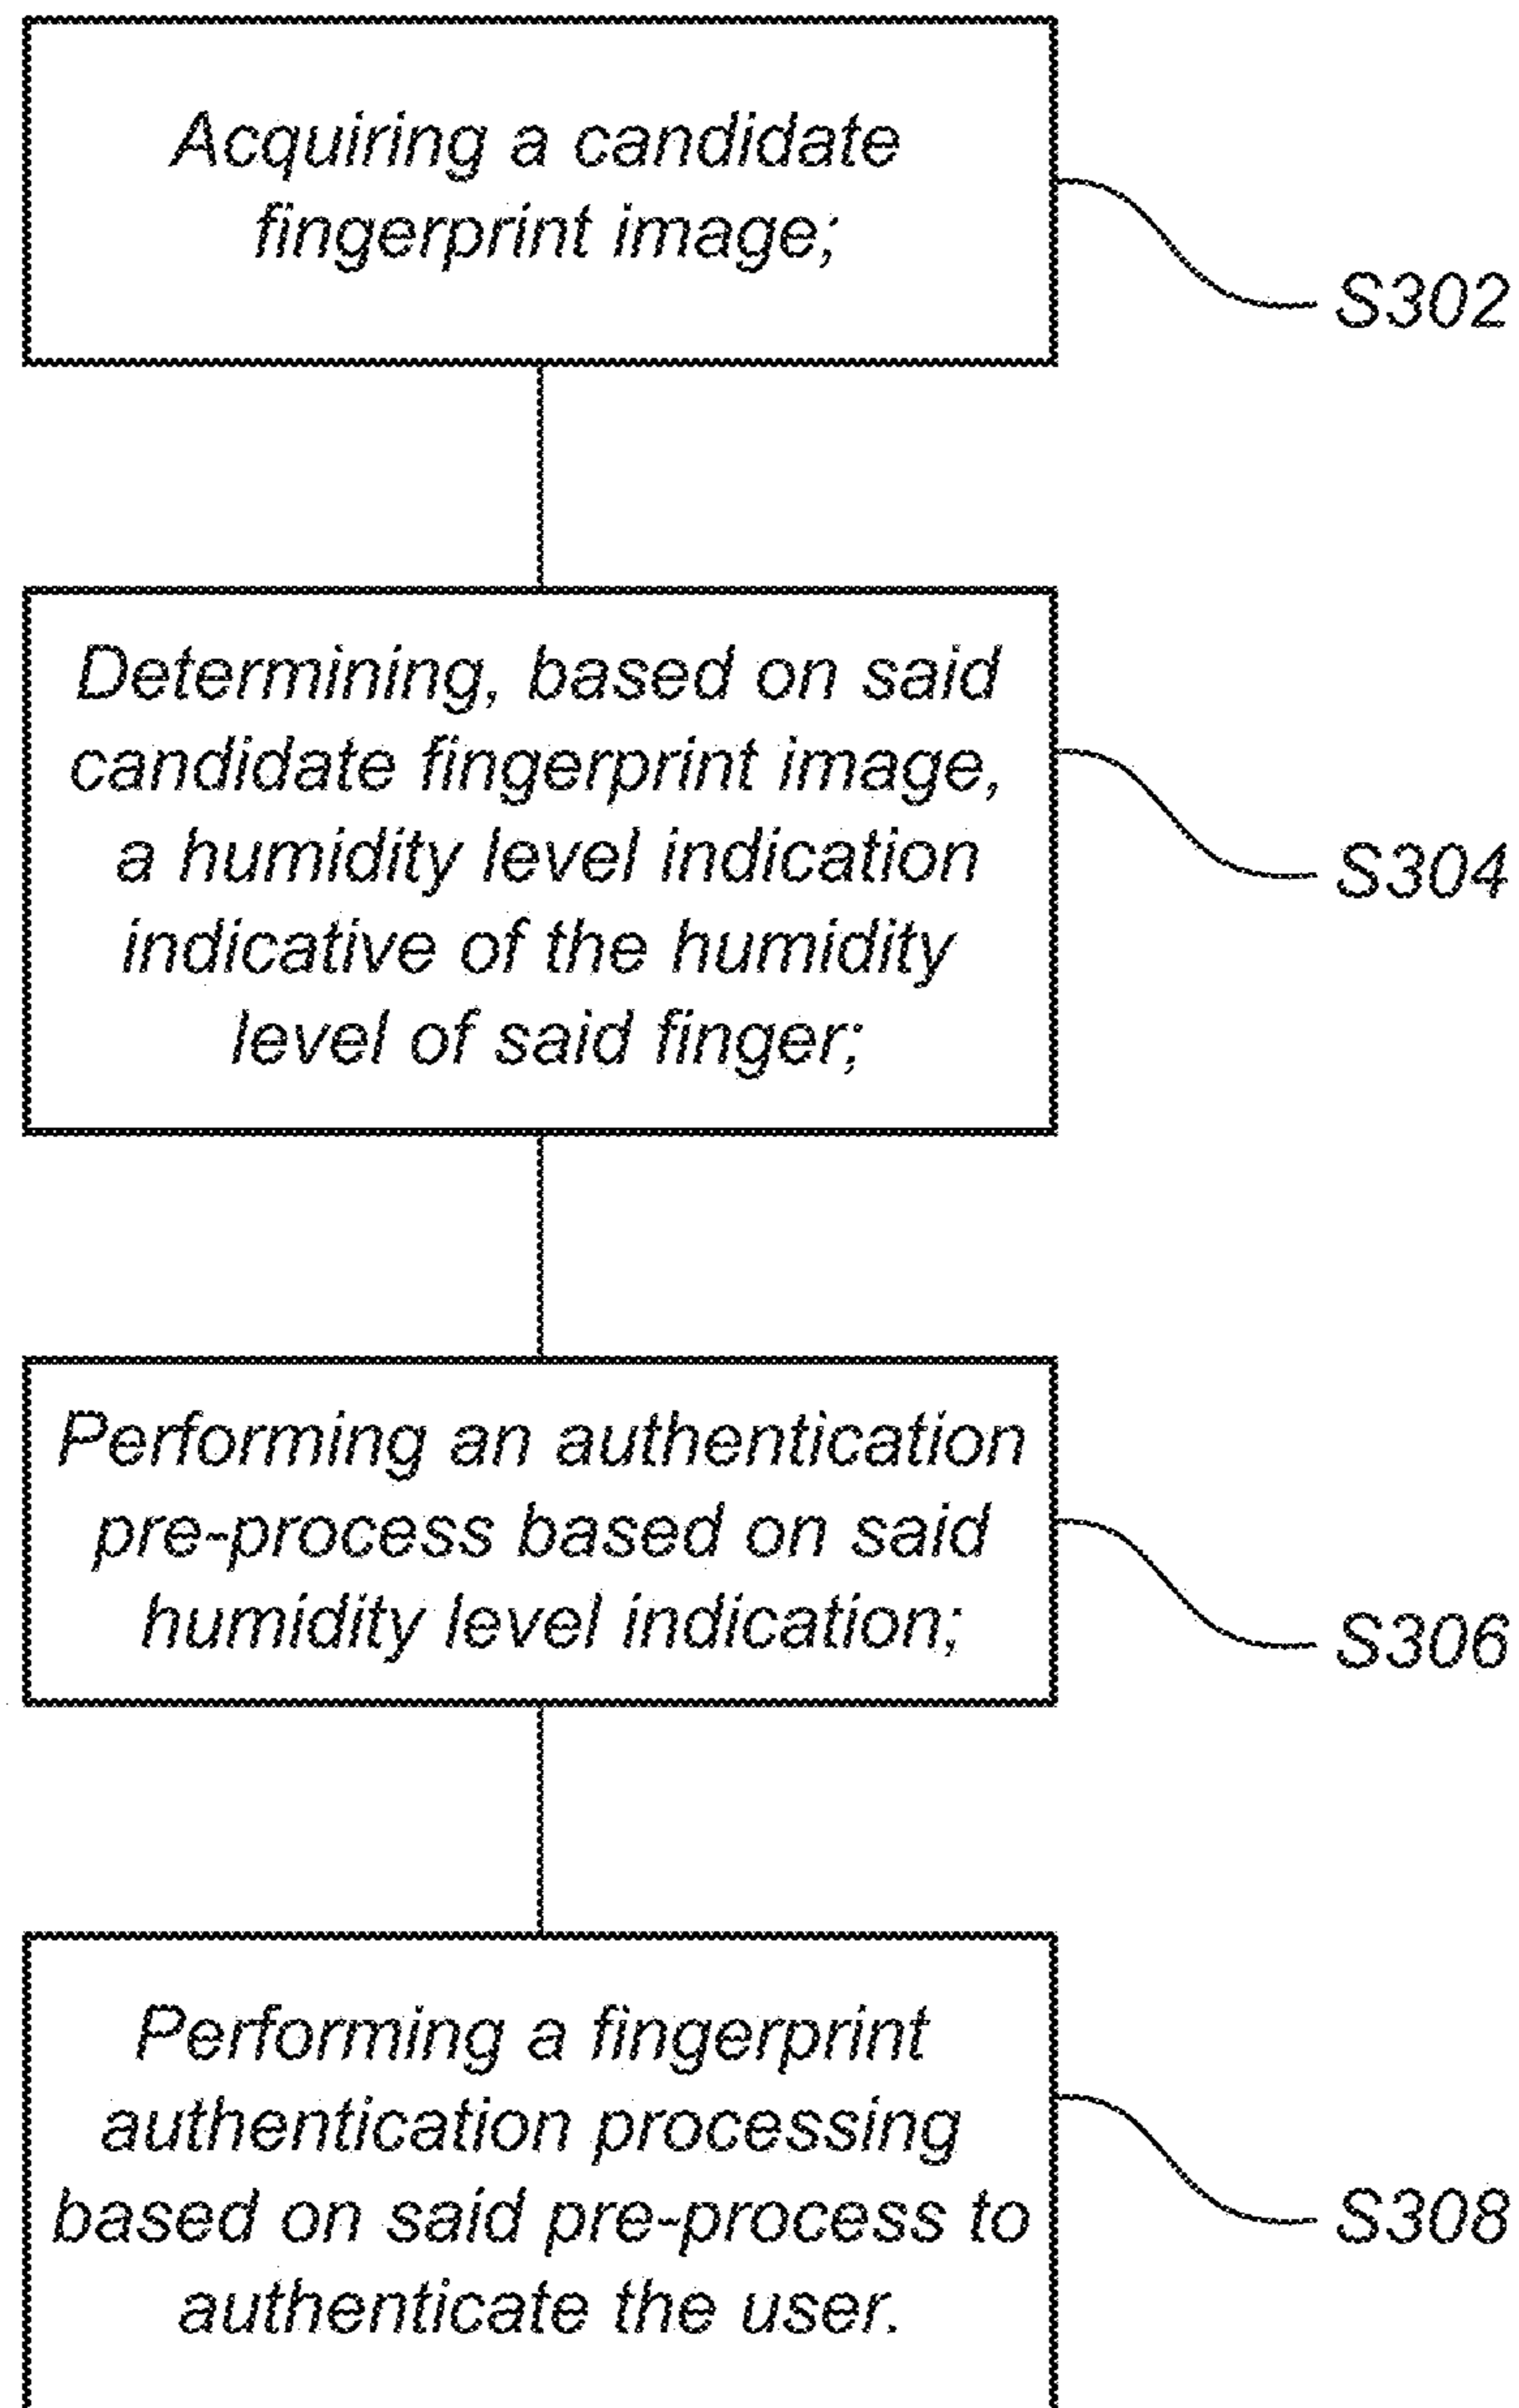 Acquiring a candidate
fingerprint image;
S302
Determining, based on said
candidate fingerprint image,
a humidity level indication
indicative of the humidity
level of said finger;
S304
Performing an authentication
pre-process based on said
humidity level indication;
S306
Performing a fingerprint
authentication processing
based on said pre-process to
authenticate the user.
S308